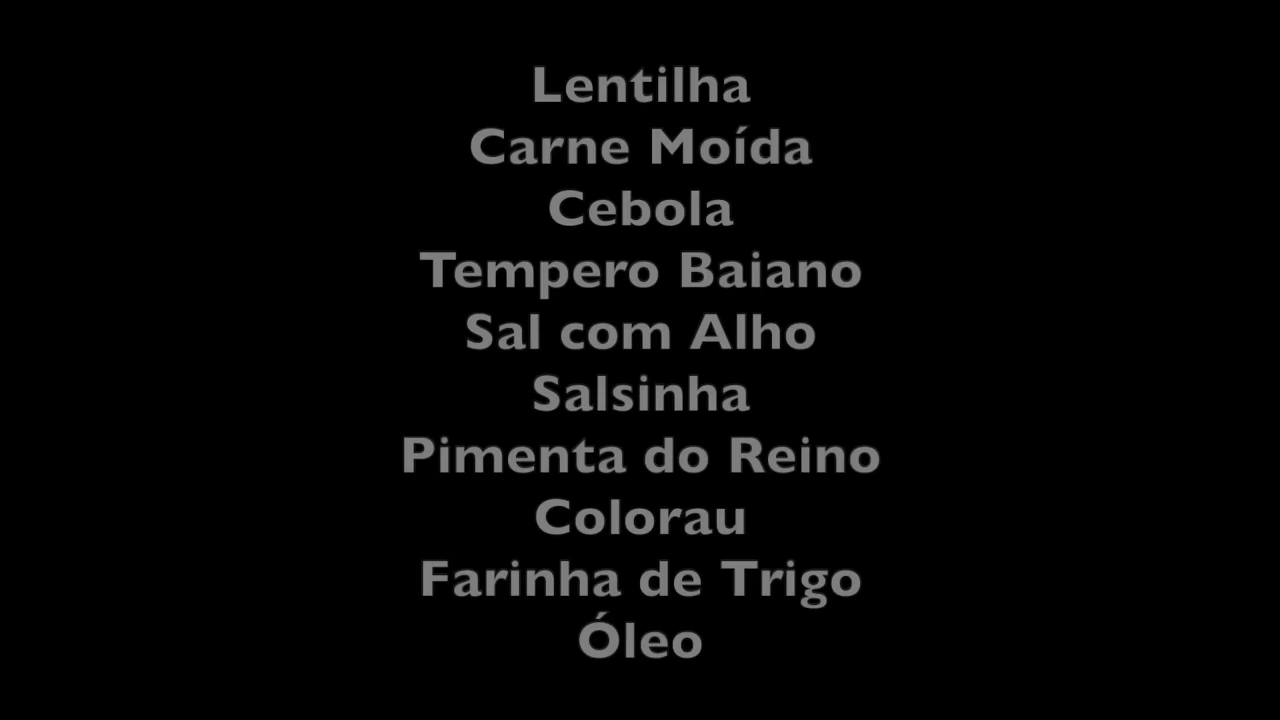 Lentilha
Carne Moída
Cebola
Tempero Baiano
Sal com Alho
Salsinha
Pimenta do Reino
Colorau
Farinha de Trigo
Óleo